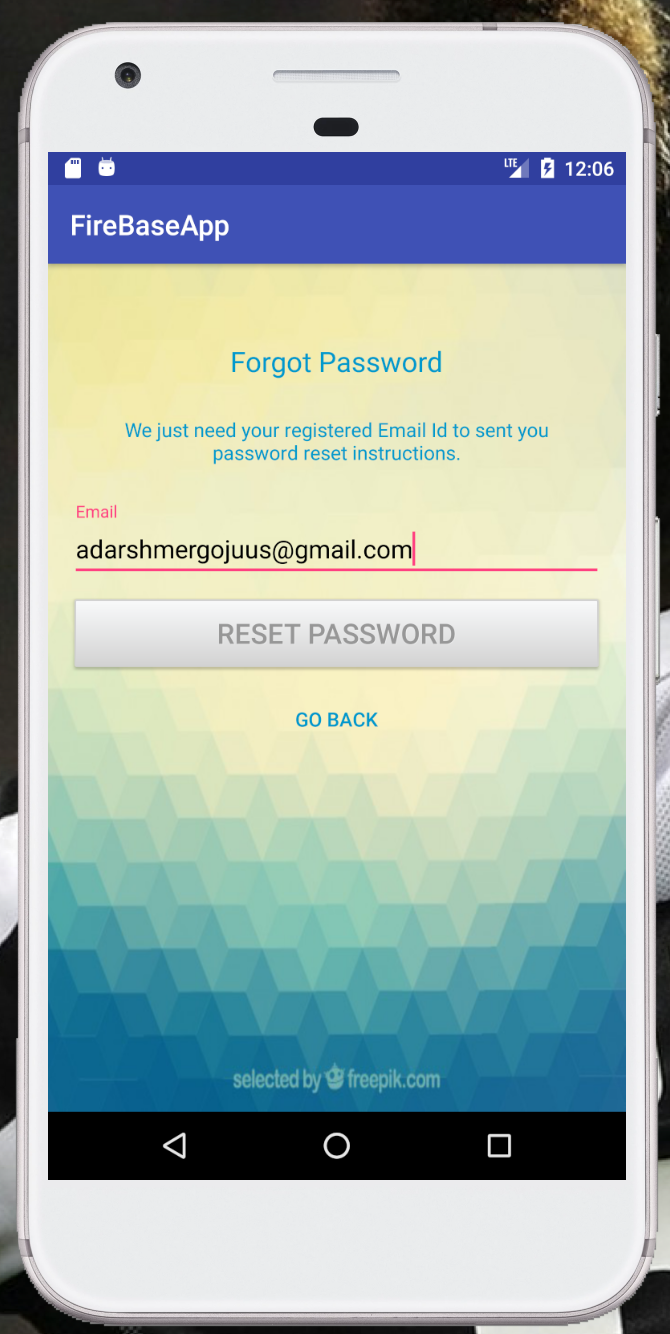 LTE 12:06
FireBaseApp
Forgot Password
We just need your registered Email Id to sent you
password reset instructions.
Email
adarshmergojuus@gmail.com
RESET PASSWORD
GO BACK
selected by freepik.com